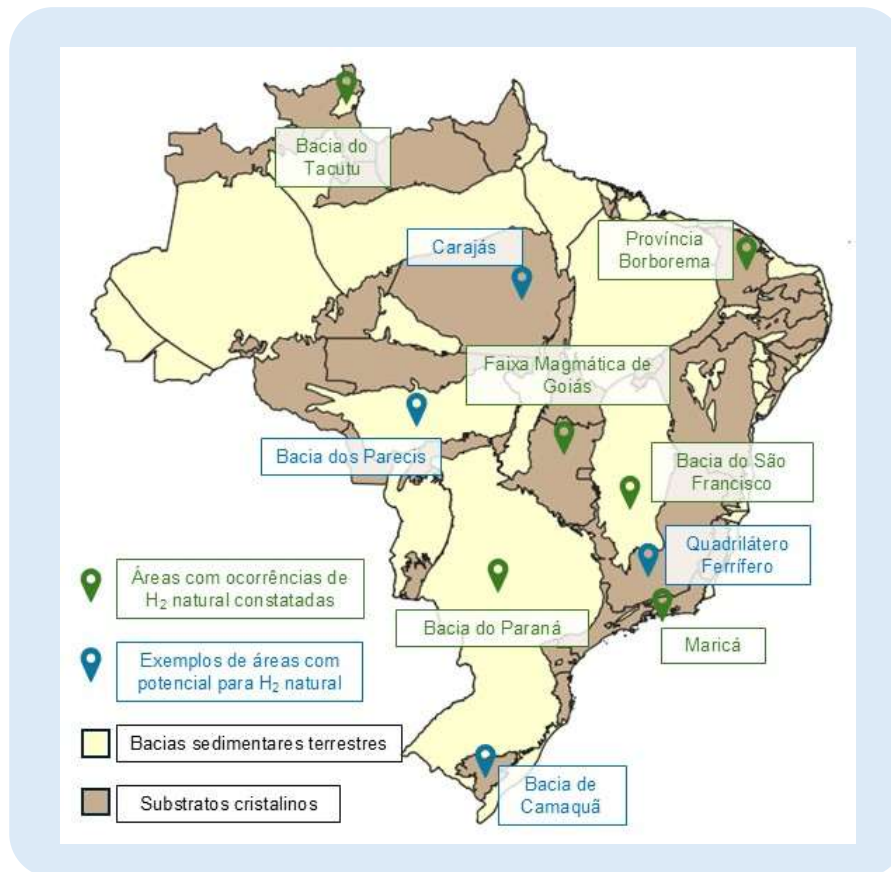 Bacia do
Tacutu
Carajás
Província
Borborema
Faixa Magmática de
Goiás
Bacia dos Parecis
Bacia do São
Francisco
Quadrilátero
Ferrífero
Áreas com ocorrências de
H₂ natural constatadas
Bacia do Paraná
Maricá
Exemplos de áreas com
potencial para H₂ natural
Bacias sedimentares terrestres
Bacia de
Camaquã
Substratos cristalinos